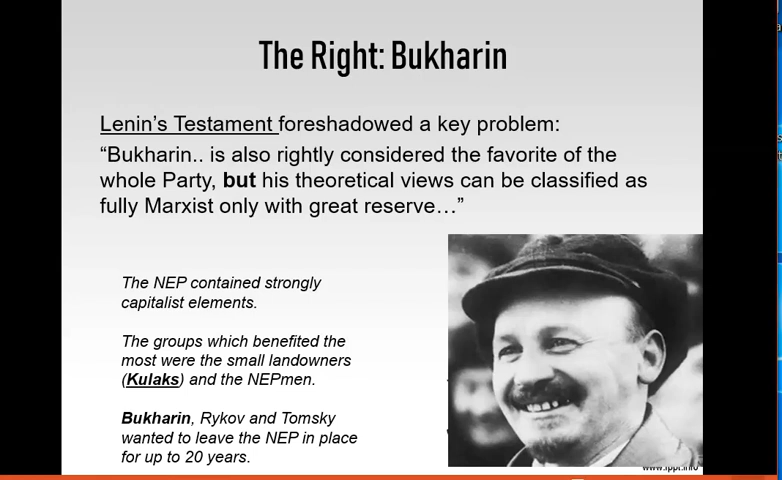 The Right: Bukharin
Lenin's Testament foreshadowed a key problem:
“Bukharin.. is also rightly considered the favorite of the
whole Party, but his theoretical views can be classified as
fully Marxist only with great reserve…”
The NEP contained strongly
capitalist elements.
The groups which benefited the
most were the small landowners
(Kulaks) and the NEPmen.
Bukharin, Rykov and Tomsky
wanted to leave the NEP in place
for up to 20 years.